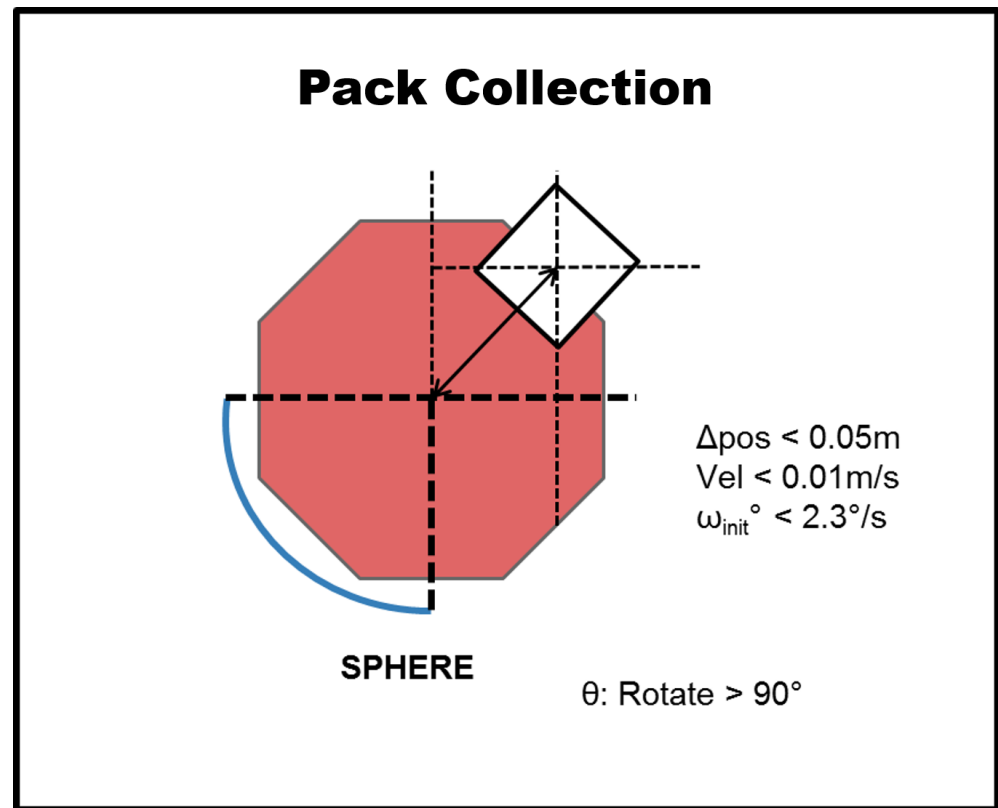 Pack Collection
Δpos < 0.05m
Vel < 0.01m/s
ωinit° < 2.3°/s
SPHERE
θ: Rotate > 90°